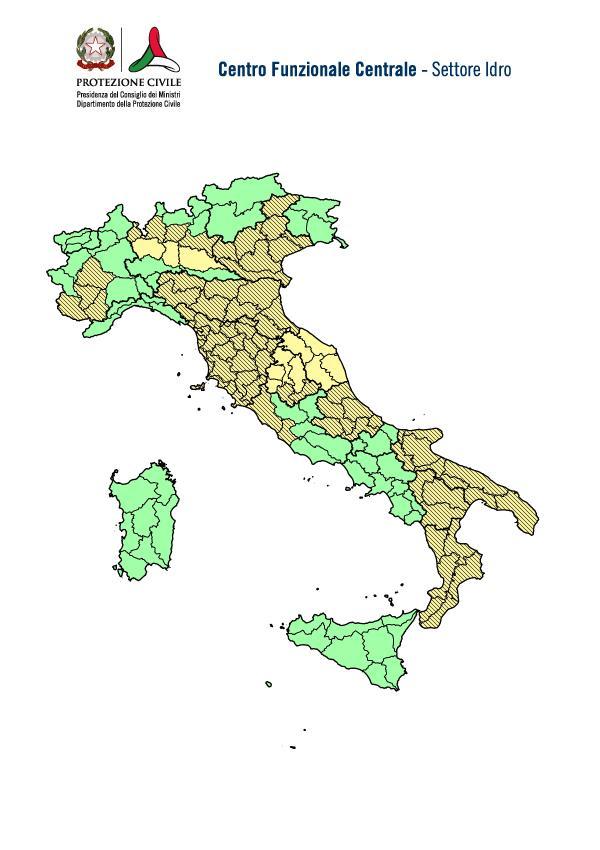 Centro Funzionale Centrale - Settore Idro
PROTEZIONE CIVILE
Presidenza del Consiglio dei Ministri
Dipartimento della Protezione Civile